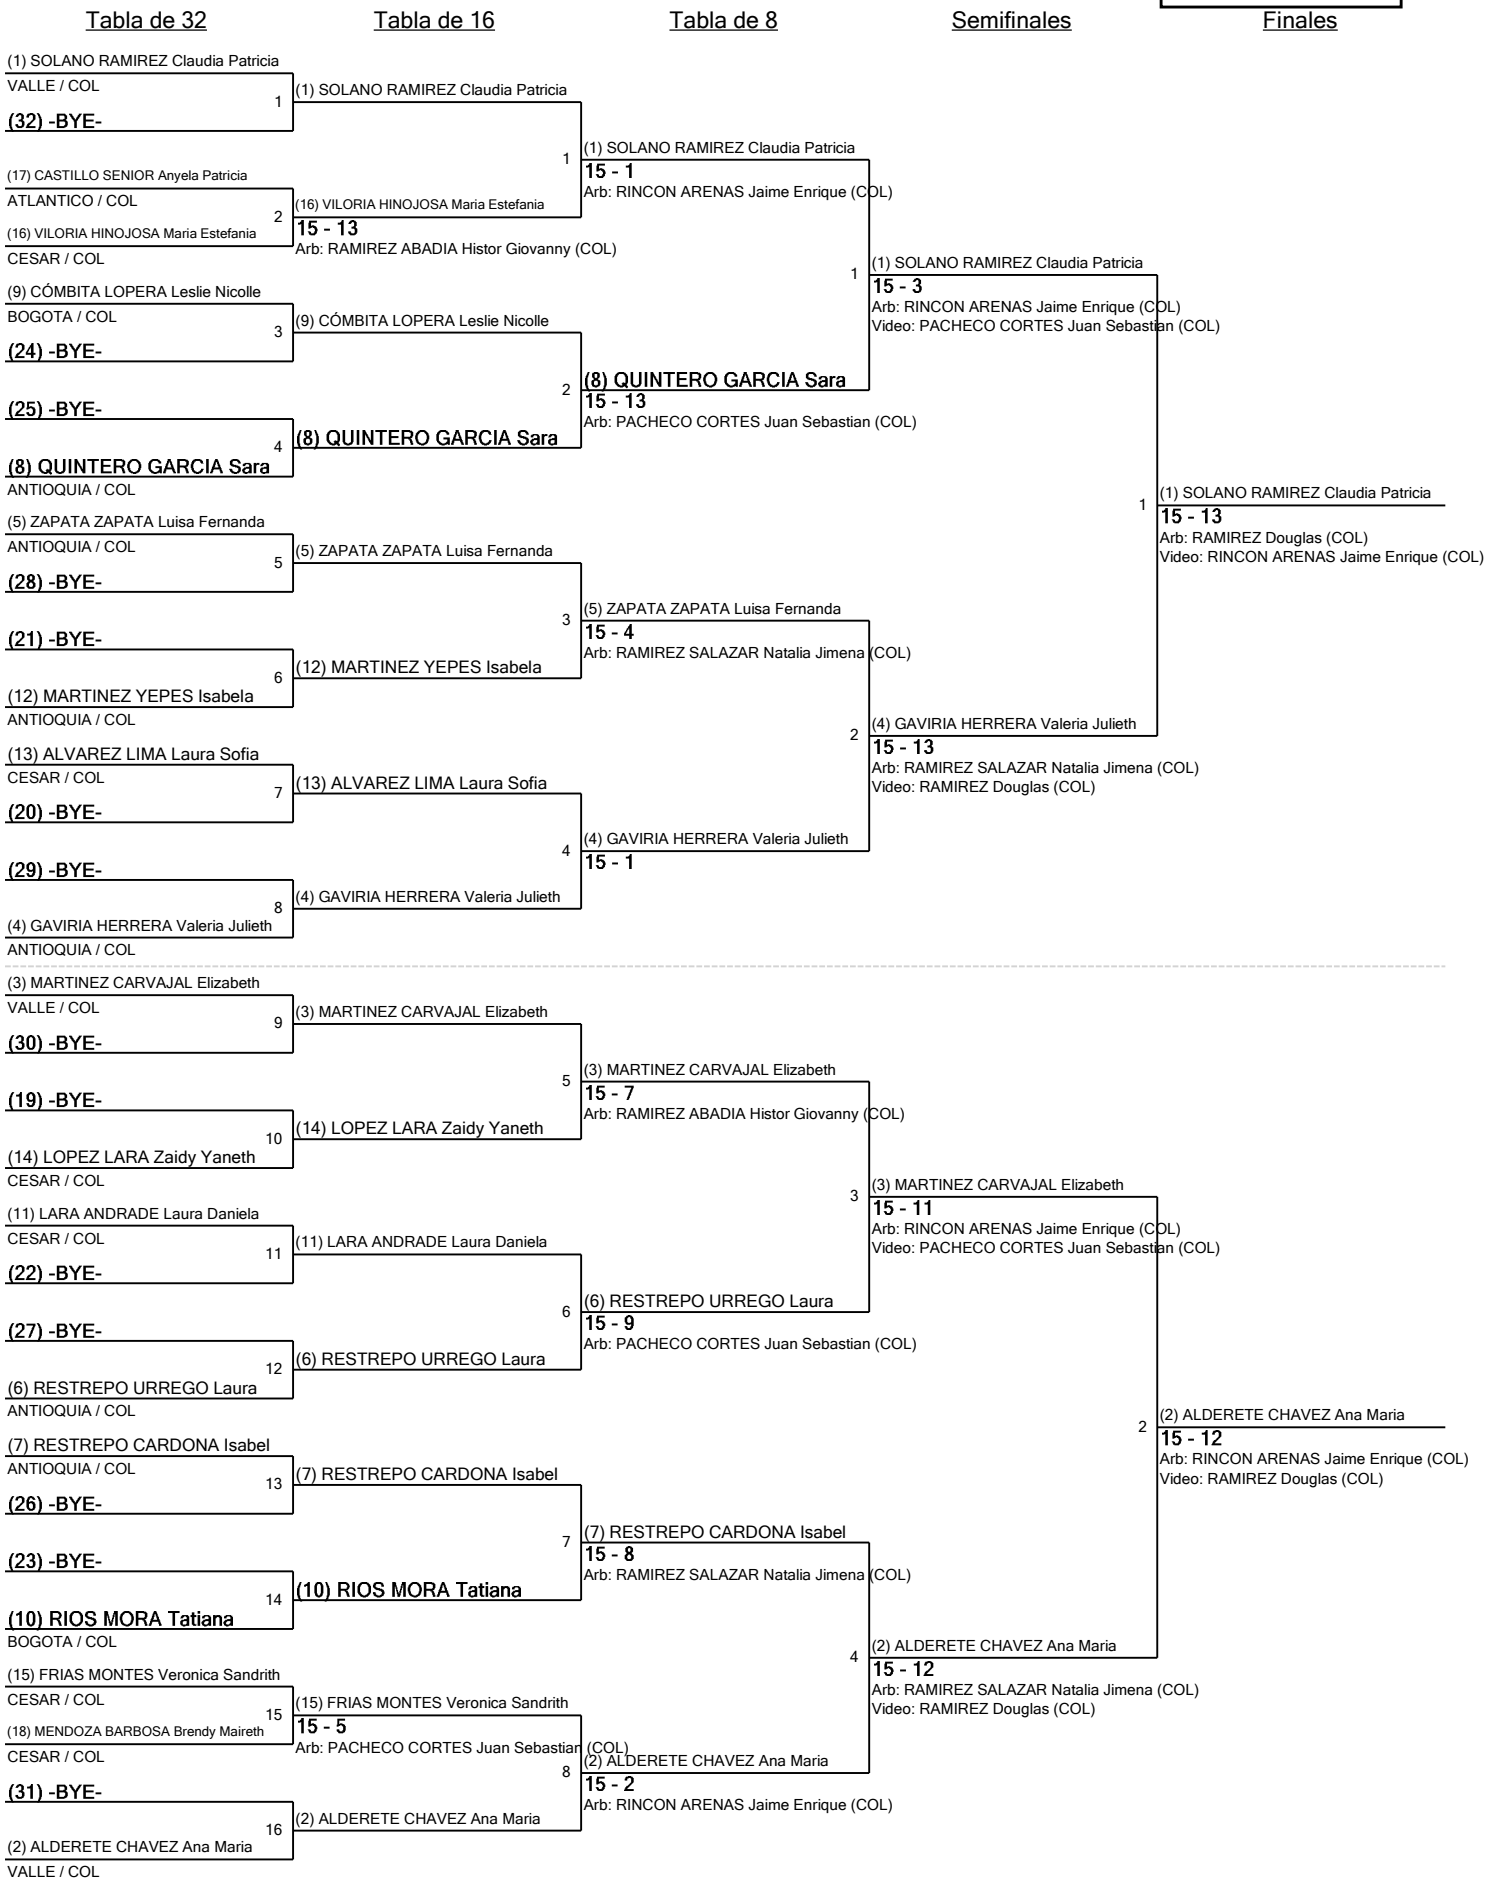 Tabla de 32
Tabla de 16
Tabla de 8
Semifinales
Finales
(1) SOLANO RAMIREZ Claudia Patricia
VALLE / COL
1
(32) -BYE-
(17) CASTILLO SENIOR Anyela Patricia
ATLANTICO / COL
2
(16) VILORIA HINOJOSA Maria Estefania
CESAR / COL
(9) CÓMBITA LOPERA Leslie Nicolle
BOGOTA / COL
3
(24) -BYE-
(25) -BYE-
4
(8) QUINTERO GARCIA Sara
ANTIOQUIA / COL
(5) ZAPATA ZAPATA Luisa Fernanda
ANTIOQUIA / COL
5
(28) -BYE-
(21) -BYE-
6
(12) MARTINEZ YEPES Isabela
ANTIOQUIA / COL
(13) ALVAREZ LIMA Laura Sofia
CESAR / COL
7
(20) -BYE-
(29) -BYE-
8
(4) GAVIRIA HERRERA Valeria Julieth
ANTIOQUIA / COL
(3) MARTINEZ CARVAJAL Elizabeth
VALLE / COL
9
(30) -BYE-
(19) -BYE-
10
(14) LOPEZ LARA Zaidy Yaneth
CESAR / COL
(11) LARA ANDRADE Laura Daniela
CESAR / COL
11
(22) -BYE-
(27) -BYE-
12
(6) RESTREPO URREGO Laura
ANTIOQUIA / COL
(7) RESTREPO CARDONA Isabel
ANTIOQUIA / COL
13
(26) -BYE-
(23) -BYE-
14
(10) RIOS MORA Tatiana
BOGOTA / COL
(15) FRIAS MONTES Veronica Sandrith
CESAR / COL
15
(18) MENDOZA BARBOSA Brendy Maireth
CESAR / COL
(31) -BYE-
16
(2) ALDERETE CHAVEZ Ana Maria
VALLE / COL
(1) SOLANO RAMIREZ Claudia Patricia
1
(16) VILORIA HINOJOSA Maria Estefania
15 - 13
Arb: RAMIREZ ABADIA Histor Giovanny (COL)
(9) CÓMBITA LOPERA Leslie Nicolle
2
(8) QUINTERO GARCIA Sara
(5) ZAPATA ZAPATA Luisa Fernanda
3
(12) MARTINEZ YEPES Isabela
(13) ALVAREZ LIMA Laura Sofia
4
(4) GAVIRIA HERRERA Valeria Julieth
(3) MARTINEZ CARVAJAL Elizabeth
5
(14) LOPEZ LARA Zaidy Yaneth
(11) LARA ANDRADE Laura Daniela
6
(6) RESTREPO URREGO Laura
(7) RESTREPO CARDONA Isabel
7
(10) RIOS MORA Tatiana
(15) FRIAS MONTES Veronica Sandrith
15 - 5
Arb: PACHECO CORTES Juan Sebastian (COL)
8
(2) ALDERETE CHAVEZ Ana Maria
(1) SOLANO RAMIREZ Claudia Patricia
15 - 1
Arb: RINCON ARENAS Jaime Enrique (COL)
1
(8) QUINTERO GARCIA Sara
15 - 13
Arb: PACHECO CORTES Juan Sebastian (COL)
(5) ZAPATA ZAPATA Luisa Fernanda
15 - 4
Arb: RAMIREZ SALAZAR Natalia Jimena (COL)
2
(4) GAVIRIA HERRERA Valeria Julieth
15 - 1
(3) MARTINEZ CARVAJAL Elizabeth
15 - 7
Arb: RAMIREZ ABADIA Histor Giovanny (COL)
3
(6) RESTREPO URREGO Laura
15 - 9
Arb: PACHECO CORTES Juan Sebastian (COL)
(7) RESTREPO CARDONA Isabel
15 - 8
Arb: RAMIREZ SALAZAR Natalia Jimena (COL)
4
(2) ALDERETE CHAVEZ Ana Maria
15 - 2
Arb: RINCON ARENAS Jaime Enrique (COL)
(1) SOLANO RAMIREZ Claudia Patricia
15 - 3
Arb: RINCON ARENAS Jaime Enrique (COL)
Video: PACHECO CORTES Juan Sebastian (COL)
1
(4) GAVIRIA HERRERA Valeria Julieth
15 - 13
Arb: RAMIREZ SALAZAR Natalia Jimena (COL)
Video: RAMIREZ Douglas (COL)
(3) MARTINEZ CARVAJAL Elizabeth
15 - 11
Arb: RINCON ARENAS Jaime Enrique (COL)
Video: PACHECO CORTES Juan Sebastian (COL)
2
(2) ALDERETE CHAVEZ Ana Maria
15 - 12
Arb: RAMIREZ SALAZAR Natalia Jimena (COL)
Video: RAMIREZ Douglas (COL)
(1) SOLANO RAMIREZ Claudia Patricia
15 - 13
Arb: RAMIREZ Douglas (COL)
Video: RINCON ARENAS Jaime Enrique (COL)
(2) ALDERETE CHAVEZ Ana Maria
15 - 12
Arb: RINCON ARENAS Jaime Enrique (COL)
Video: RAMIREZ Douglas (COL)